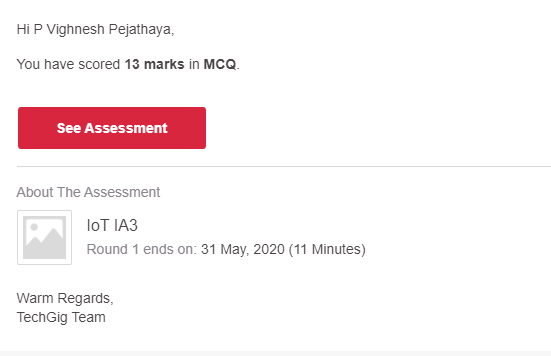 Hi P Vighnesh Pejathaya,
You have scored 13 marks in MCQ.
See Assessment
About The Assessment
IoT IA3
Round 1 ends on: 31 May, 2020 (11 Minutes)
Warm Regards,
TechGig Team